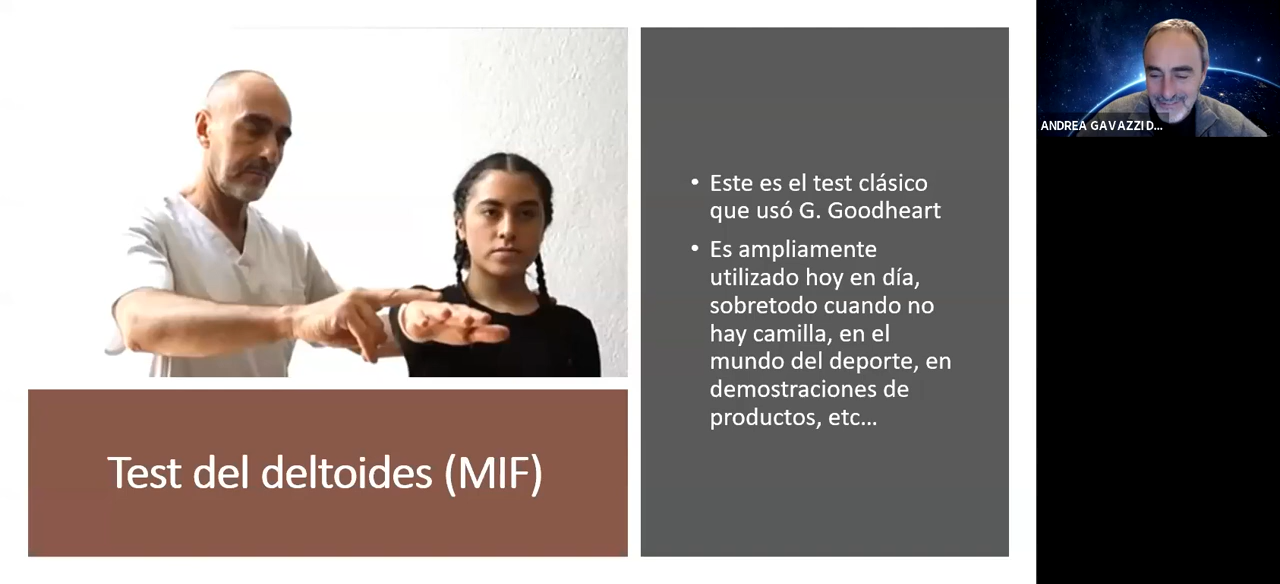 Este es el test clásico
que usó G. Goodheart
Es ampliamente
utilizado hoy en día,
sobretodo cuando no
hay camilla, en el
mundo del deporte, en
demostraciones de
productos, etc…
Test del deltoides (MIF)
ANDREA GAVAZZI D...